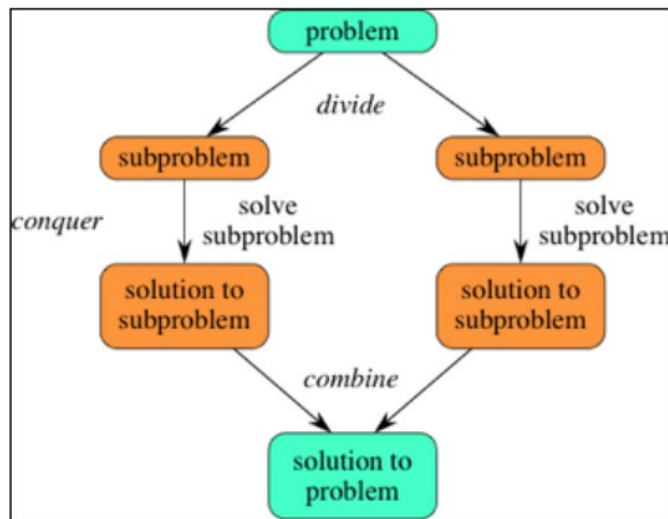 problem
divide
subproblem
subproblem
conquer
solve
subproblem
solve
subproblem
solution to
subproblem
solution to
subproblem
combine
solution to
problem